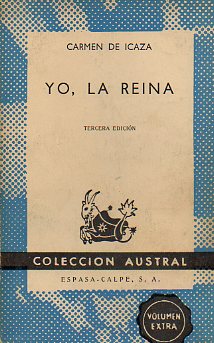 CARMEN DE ICAZA
YO, LA REINA
TERCERA EDICIÓN
COLECCION AUSTRAL
ESPASA-CALPE, S. A.
VOLUMEN
EXTRA